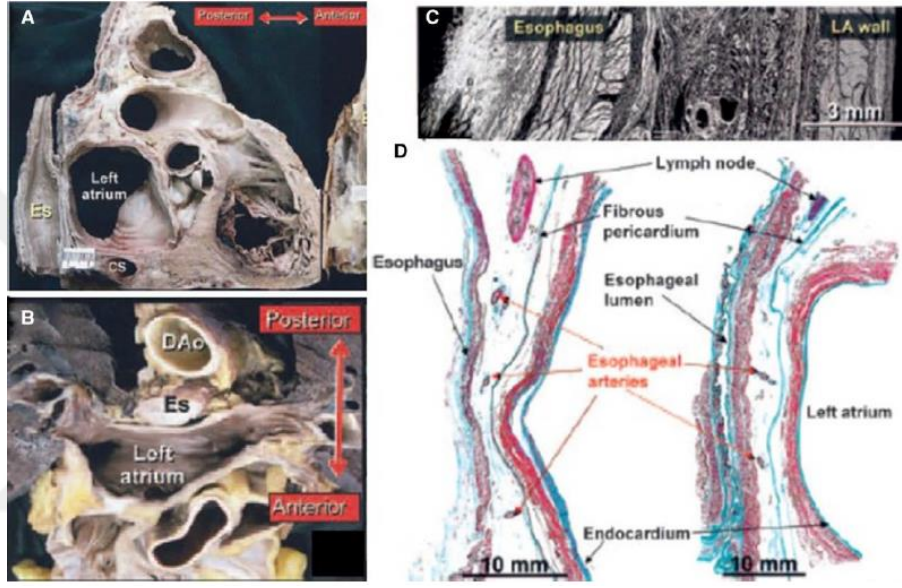 A
Posterior
Anterior
Left
atrium
Es
CS
B
Posterior
DAo
Es
Left
atrium
Anterior
C
Esophagus
LA wall
3 mm
D
Lymph node
Fibrous
pericardium
Esophagus
Esophageal
lumen
Esophageal
arteries
Left atrium
Endocardium
10 mm
10 mm